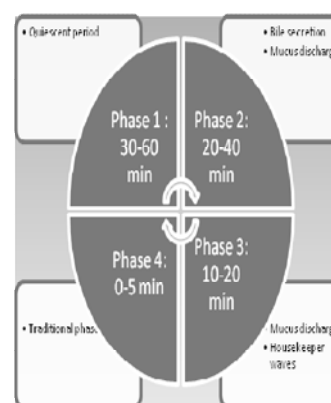 • Quiescent period
• Bile secretion
• Mucus discharg
Phase 1 :
30-60
min
Phase 2:
20-40
min
Phase 4:
0-5 min
Phase 3:
10-20
min
• Traditional phas
Mucus discharg
• Housekeeper
waves